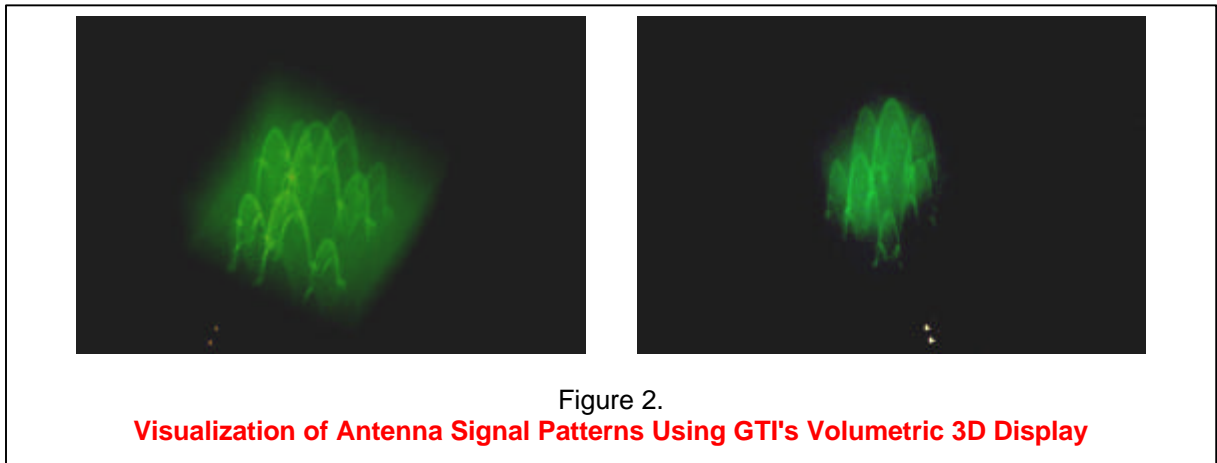 Figure 2.
Visualization of Antenna Signal Patterns Using GTI's Volumetric 3D Display